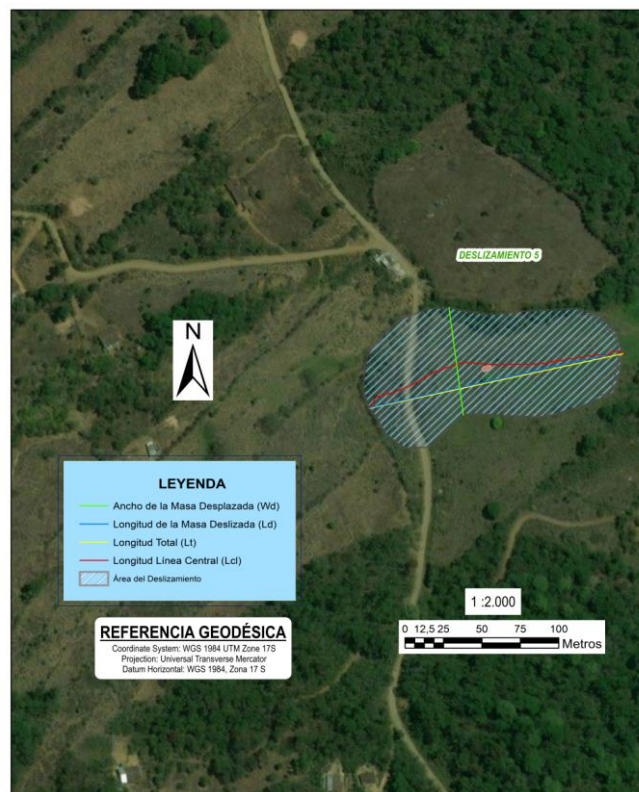 DESLIZAMIENTO 5
N
LEYENDA
Ancho de la Masa Desplazada (Wd)
Longitud de la Masa Deslizada (Ld)
Longitud Total (Lt)
Longitud Línea Central (Lcl)
Área del Deslizamiento
1 :2.000
0 12,5 25 50 75 100
Metros
REFERENCIA GEODÉSICA
Coordinate System: WGS 1984 UTM Zone 17S
Projection: Universal Transverse Mercator
Datum Horizontal: WGS 1984, Zona 17 S